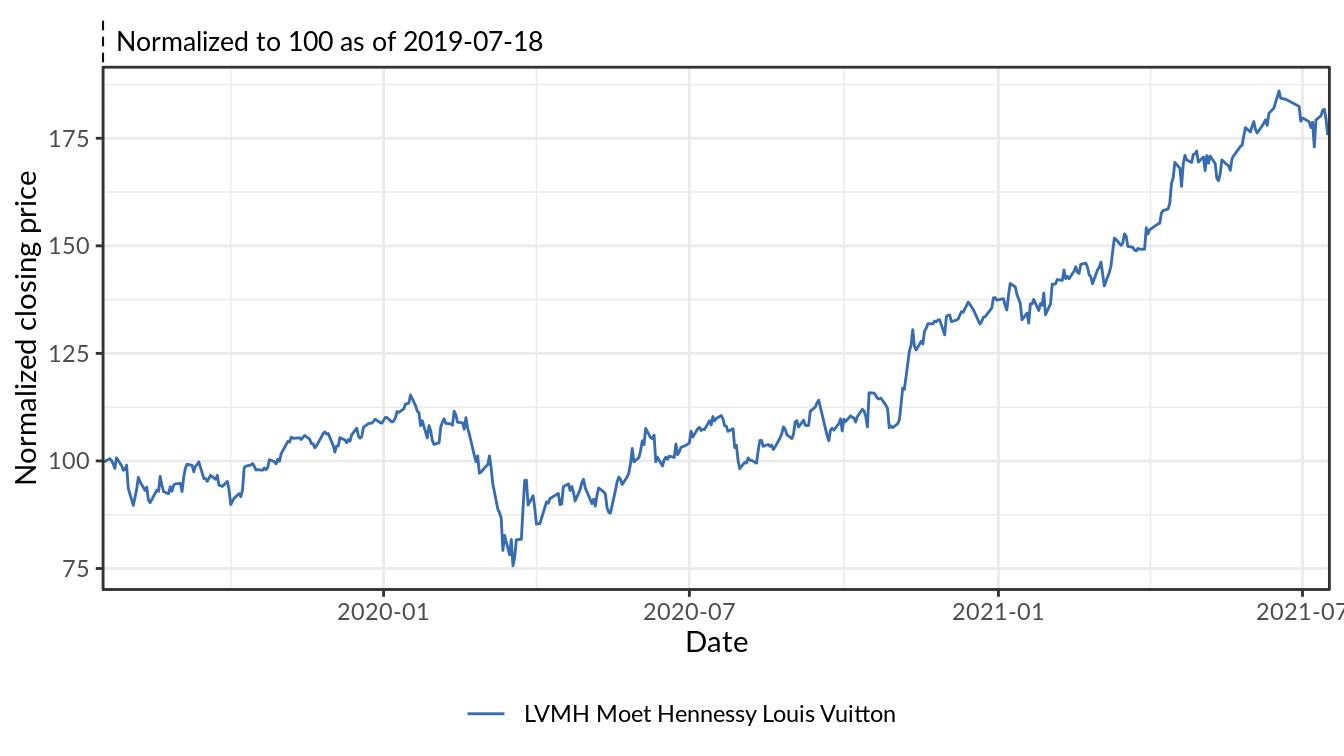 Normalized to 100 as of 2019-07-18
175
150
125
100
75
Normalized closing price
2020-01
2020-07
2021-01
2021-07
Date
LVMH Moet Hennessy Louis Vuitton